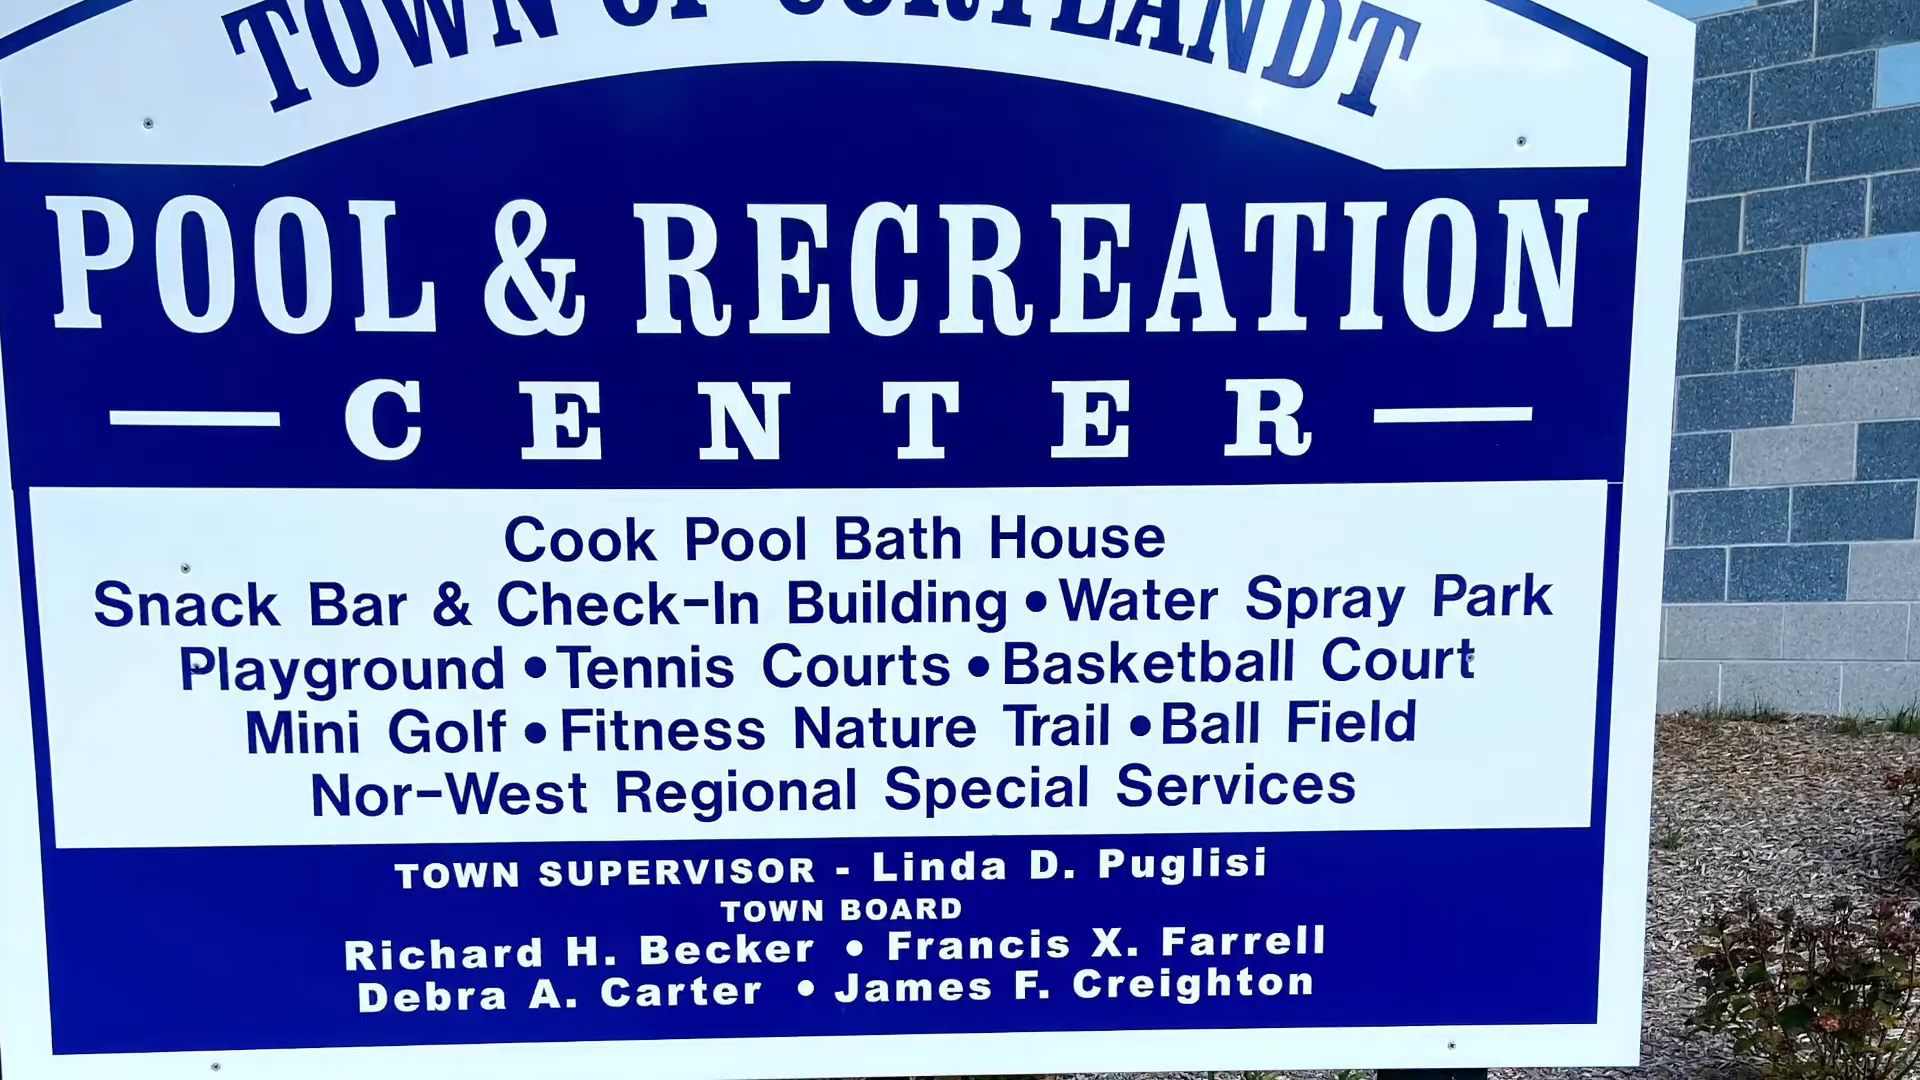 TOWN OF CORTLANDT
POOL & RECREATION
CENTER
Cook Pool Bath House
Snack Bar & Check-In Building • Water Spray Park
Playground • Tennis Courts • Basketball Court
Mini Golf • Fitness Nature Trail • Ball Field
Nor-West Regional Special Services
TOWN SUPERVISOR - Linda D. Puglisi
TOWN BOARD
Richard H. Becker • Francis X. Farrell
Debra A. Carter • James F. Creighton